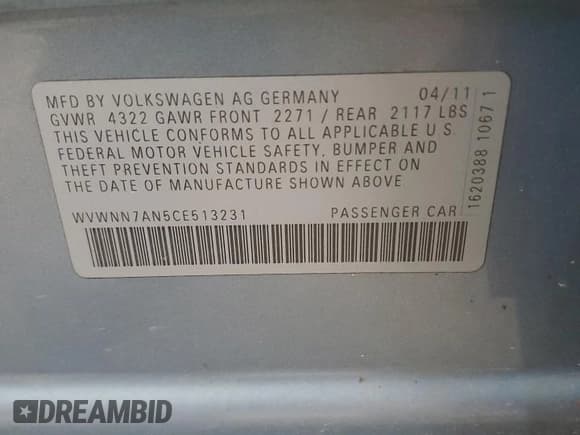 MFD BY VOLKSWAGEN AG GERMANY 04/11
GVWR 4322 GAWR FRONT 2271 / REAR 2117 LBS
THIS VEHICLE CONFORMS TO ALL APPLICABLE U S
FEDERAL MOTOR VEHICLE SAFETY, BUMPER AND
THEFT PREVENTION STANDARDS IN EFFECT ON
THE DATE OF MANUFACTURE SHOWN ABOVE
WVWNN7AN5CE513231 PASSENGER CAR
1620388 10671
DREAMBID